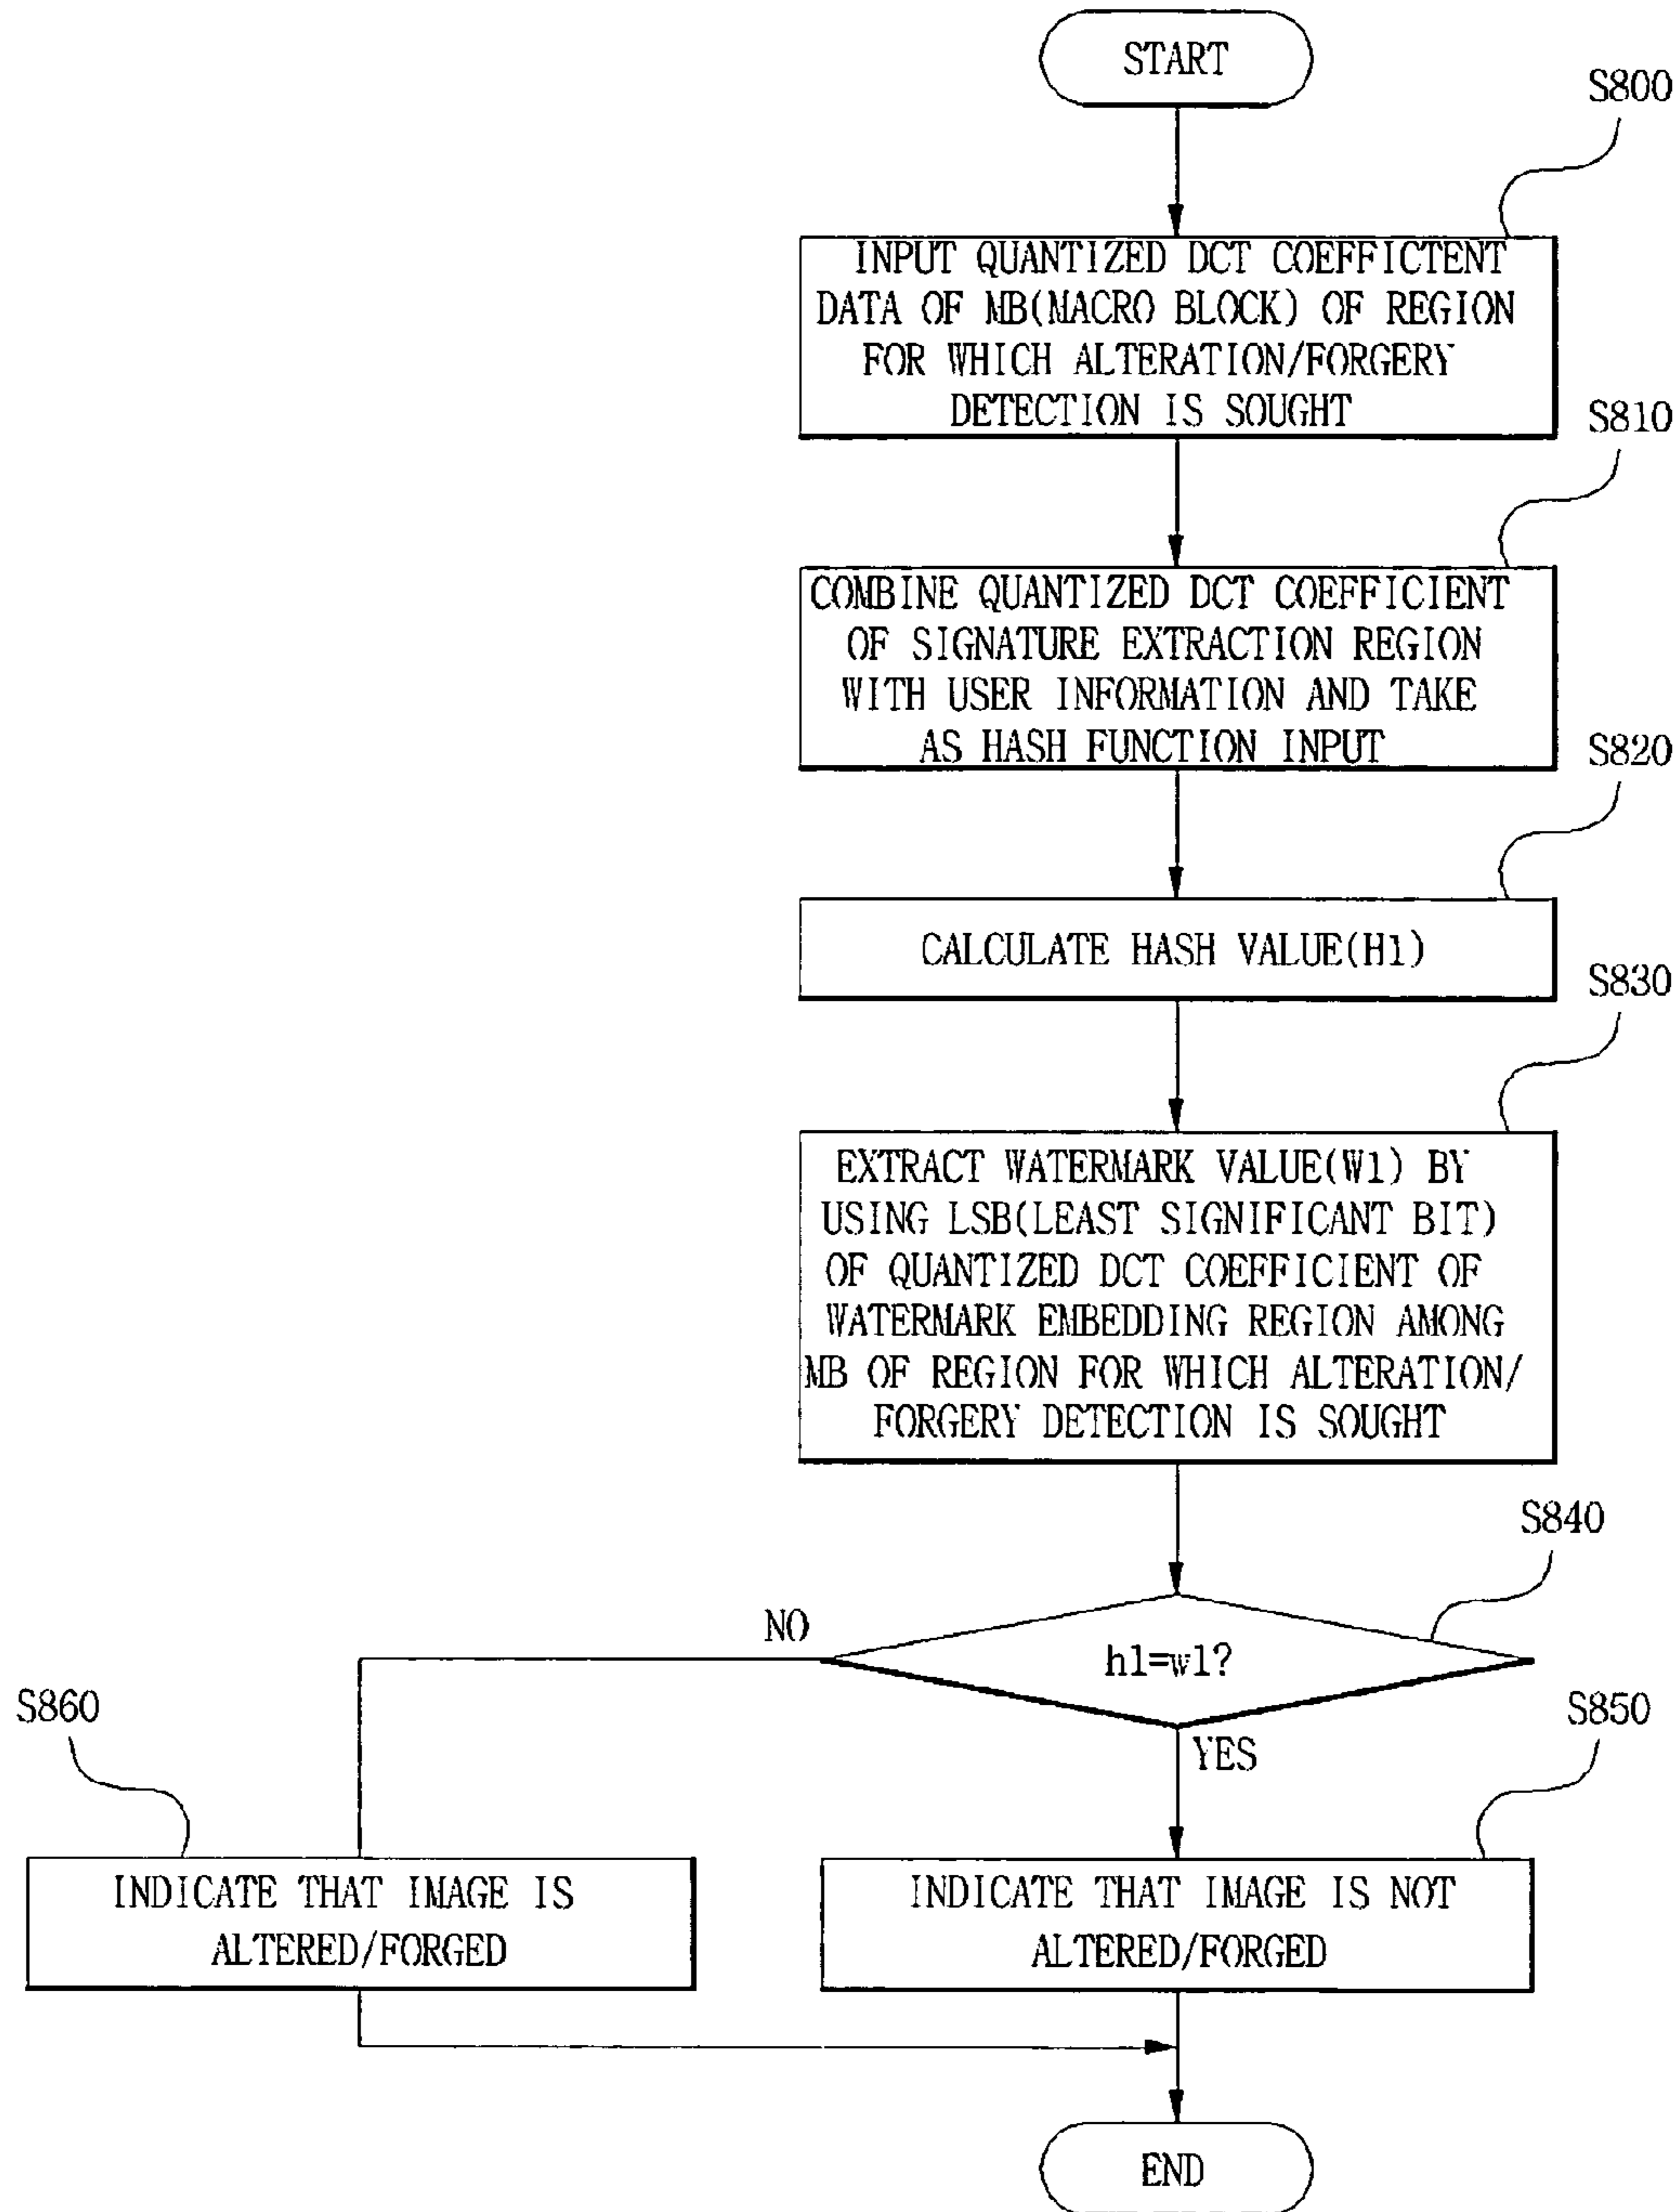 START
S800
INPUT QUANTIZED DCT COEFFICTENT
DATA OF MB(MACRO BLOCK) OF REGION
FOR WHICH ALTERATION/FORGERY
DETECTION IS SOUGHT
S810
COMBINE QUANTIZED DCT COEFFICIENT
OF SIGNATURE EXTRACTION REGION
WITH USER INFORMATION AND TAKE
AS HASH FUNCTION INPUT
S820
CALCULATE HASH VALUE(H1)
S830
EXTRACT WATERMARK VALUE(W1) BY
USING LSB(LEAST SIGNIFICANT BIT)
OF QUANTIZED DCT COEFFICIENT OF
WATERMARK EMBEDDING REGION AMONG
MB OF REGION FOR WHICH ALTERATION/
FORGERY DETECTION IS SOUGHT
S840
NO
h1=w1?
YES
S860
S850
INDICATE THAT IMAGE IS
ALTERED/FORGED
INDICATE THAT IMAGE IS NOT
ALTERED/FORGED
END